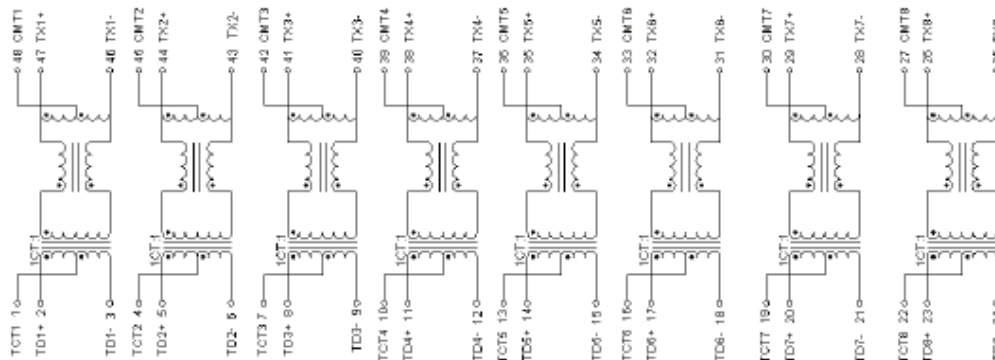 48 CMT1
47 TX1+
46 TX1-
45 CMT2
44 TX2+
43 TX2-
42 CMT3
41 TX3+
40 TX3-
39 CMT4
38 TX4+
37 TX4-
36 CMT5
35 TX5+
34 TX5-
33 CMT6
32 TX6+
31 TX6-
30 CMT7
29 TX7+
28 TX7-
27 CMT8
26 TX8+
1CT:1
1CT:1
1CT:1
1CT:1
1CT:1
1CT:1
1CT:1
1CT:1
TCT1 1
TD1+ 2
TD1- 3
TCT2 4
TD2+ 5
TD2- 6
TCT3 7
TD3+ 8
TD3- 9
TCT4 10
TD4+ 11
TD4- 12
TCT5 13
TD5+ 14
TD5- 15
TCT6 16
TD6+ 17
TD6- 18
TCT7 19
TD7+ 20
TD7- 21
TCT8 22
TD8+ 23